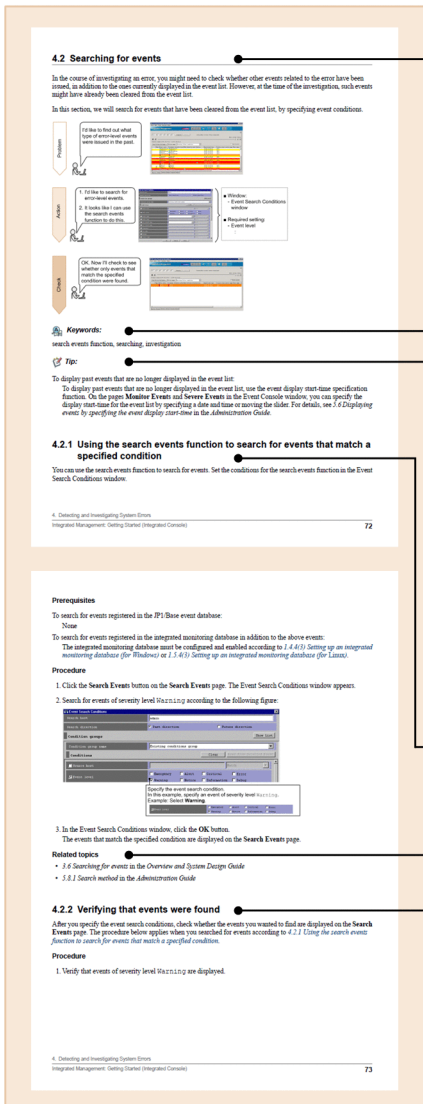 4.2 Searching for events
In the course of investigating an error, you might need to check whether other events related to the error have been
issued, in addition to the ones currently displayed in the event list. However, at the time of the investigation, such events
might have already been cleared from the event list.
In this section, we will search for events that have been cleared from the event list, by specifying event conditions.
Problem
I'd like to find out what
type of error-level events
were issued in the past.
Action
1. I'd like to search for
error-level events.
2. It looks like I can use
the search events
function to do this.
■ Window:
- Event Search Conditions
window
■ Required setting:
- Event level
Check
OK. Now I'll check to see
whether only events that
match the specified
condition were found.
Keywords:
search events function, searching, investigation
Tip:
To display past events that are no longer displayed in the event list:
To display past events that are no longer displayed in the event list, use the event display start-time specification
function. On the pages Monitor Events and Severe Events in the Event Console window, you can specify the
display start-time for the event list by specifying a date and time or moving the slider. For details, see 5.6 Displaying
events by specifying the event display start-time in the Administration Guide.
4.2.1 Using the search events function to search for events that match a
specified condition
You can use the search events function to search for events. Set the conditions for the search events function in the Event
Search Conditions window.
4. Detecting and Investigating System Errors
Integrated Management: Getting Started (Integrated Console)
72
Prerequisites
To search for events registered in the JP1/Base event database:
None
To search for events registered in the integrated monitoring database in addition to the above events:
The integrated monitoring database must be configured and enabled according to 1.4.4(3) Setting up an integrated
monitoring database (for Windows) or 1.5.4(3) Setting up an integrated monitoring database (for Linux).
Procedure
1. Click the Search Events button on the Search Events page. The Event Search Conditions window appears.
2. Search for events of severity level Warning according to the following figure:
Event Search Conditions
Search host
Search direction
Condition groups
Show List
Condition group name
Conditions
Clear
Event level
Emergency Alert Critical Error
Warning Notice Information Debug
Specify the event search condition:
In this example, specify an event of severity level Warning.
Example: Select Warning
3. In the Event Search Conditions window, click the OK button.
The events that match the specified condition are displayed on the Search Events page.
Related topics
• 3.6 Searching for events in the Overview and System Design Guide
• 5.8.1 Search method in the Administration Guide
4.2.2 Verifying that events were found
After you specify the event search conditions, check whether the events you wanted to find are displayed on the Search
Events page. The procedure below applies when you searched for events according to 4.2.1 Using the search events
function to search for events that match a specified condition.
Procedure
1. Verify that events of severity level Warning are displayed.
4. Detecting and Investigating System Errors
Integrated Management: Getting Started (Integrated Console)
73